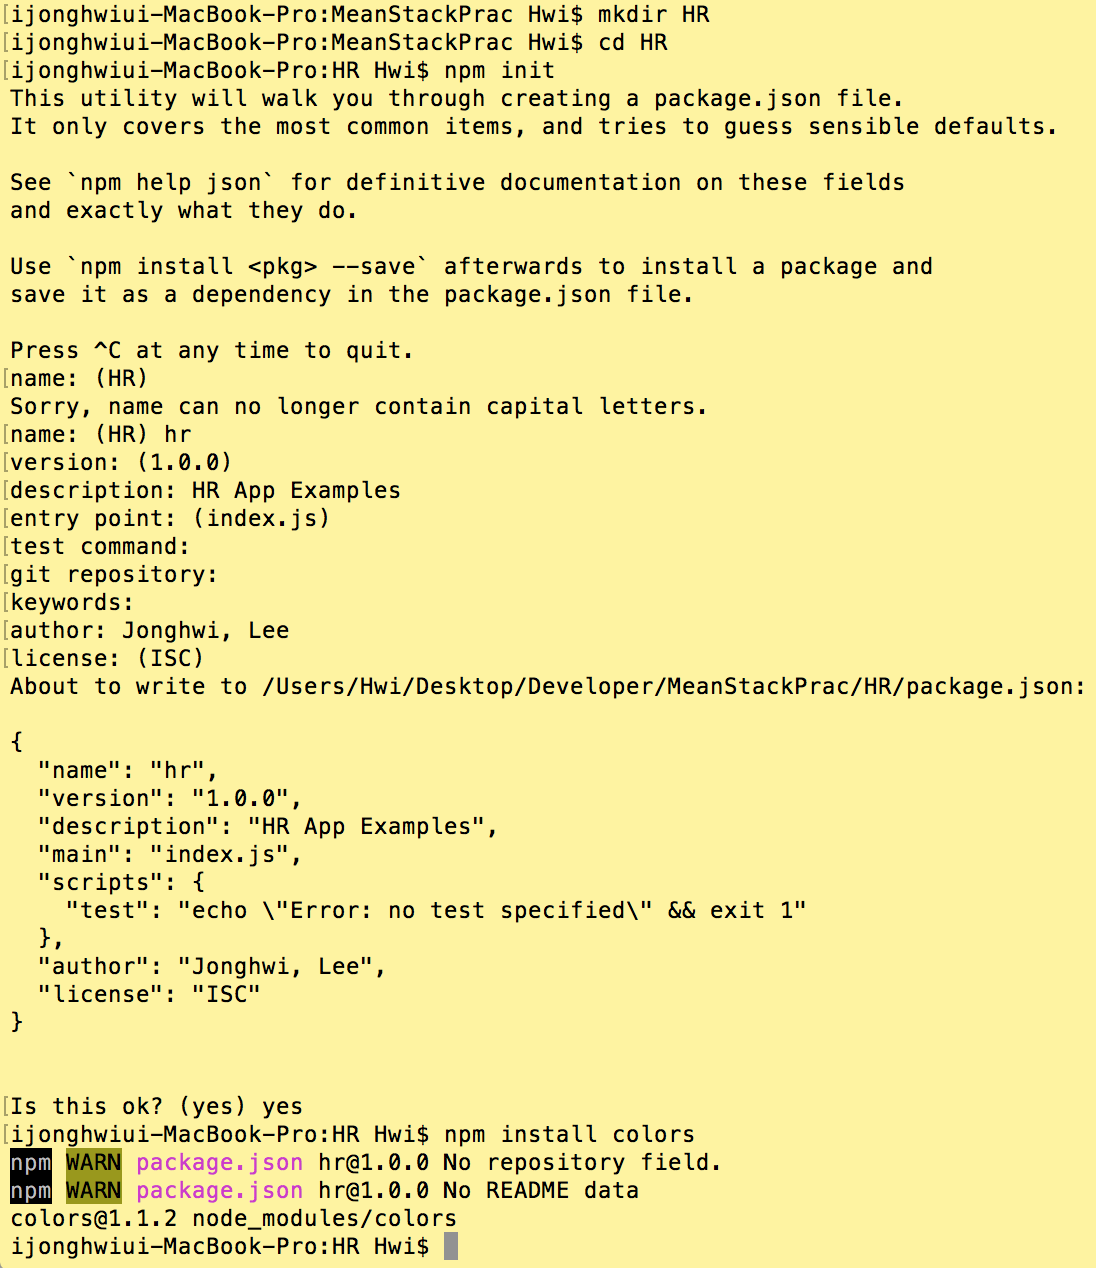 [ijonghwiui-MacBook-Pro:MeanStackPrac Hwi$ mkdir HR
[ijonghwiui-MacBook-Pro:MeanStackPrac Hwi$ cd HR
[ijonghwiui-MacBook-Pro:HR Hwi$ npm init
This utility will walk you through creating a package.json file.
It only covers the most common items, and tries to guess sensible defaults.

See `npm help json` for definitive documentation on these fields
and exactly what they do.

Use `npm install <pkg> --save` afterwards to install a package and
save it as a dependency in the package.json file.

Press ^C at any time to quit.
[name: (HR)
Sorry, name can no longer contain capital letters.
[name: (HR) hr
[version: (1.0.0)
[description: HR App Examples
[entry point: (index.js)
[test command:
[git repository:
[keywords:
[author: Jonghwi, Lee
[license: (ISC)
About to write to /Users/Hwi/Desktop/Developer/MeanStackPrac/HR/package.json:

{
  "name": "hr",
  "version": "1.0.0",
  "description": "HR App Examples",
  "main": "index.js",
  "scripts": {
    "test": "echo \"Error: no test specified\" && exit 1"
  },
  "author": "Jonghwi, Lee",
  "license": "ISC"
}

[Is this ok? (yes) yes
[ijonghwiui-MacBook-Pro:HR Hwi$ npm install colors
npm WARN package.json hr@1.0.0 No repository field.
npm WARN package.json hr@1.0.0 No README data
colors@1.1.2 node_modules/colors
ijonghwiui-MacBook-Pro:HR Hwi$